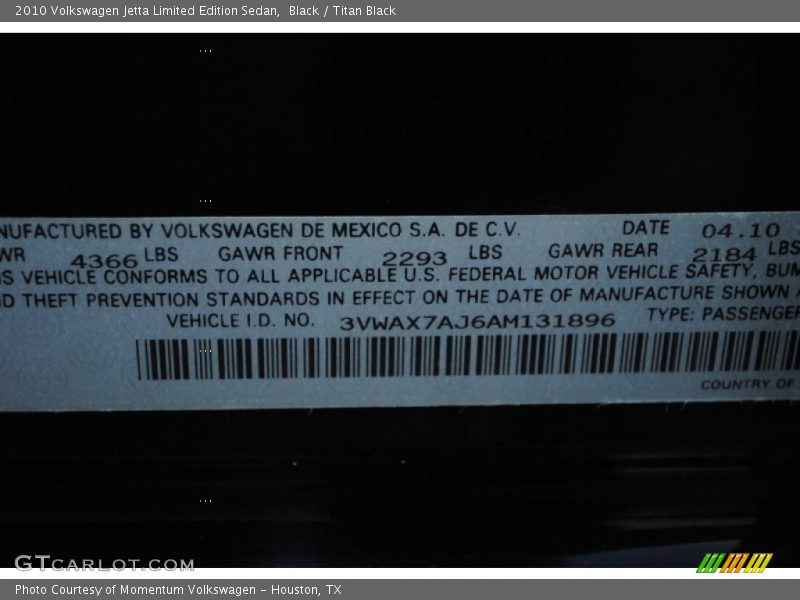 2010 Volkswagen Jetta Limited Edition Sedan, Black / Titan Black
NUFACTURED BY VOLKSWAGEN DE MEXICO S.A. DE C.V. DATE 04.10
WR 4366 LBS GAWR FRONT 2293 LBS GAWR REAR 2184 LBS
IS VEHICLE CONFORMS TO ALL APPLICABLE U.S. FEDERAL MOTOR VEHICLE SAFETY, BUM
D THEFT PREVENTION STANDARDS IN EFFECT ON THE DATE OF MANUFACTURE SHOWN A
VEHICLE I.D. NO. 3VWAX7AJ6AM131896 TYPE: PASSENGER
COUNTRY OF
GTCARLOT.COM
Photo Courtesy of Momentum Volkswagen - Houston, TX